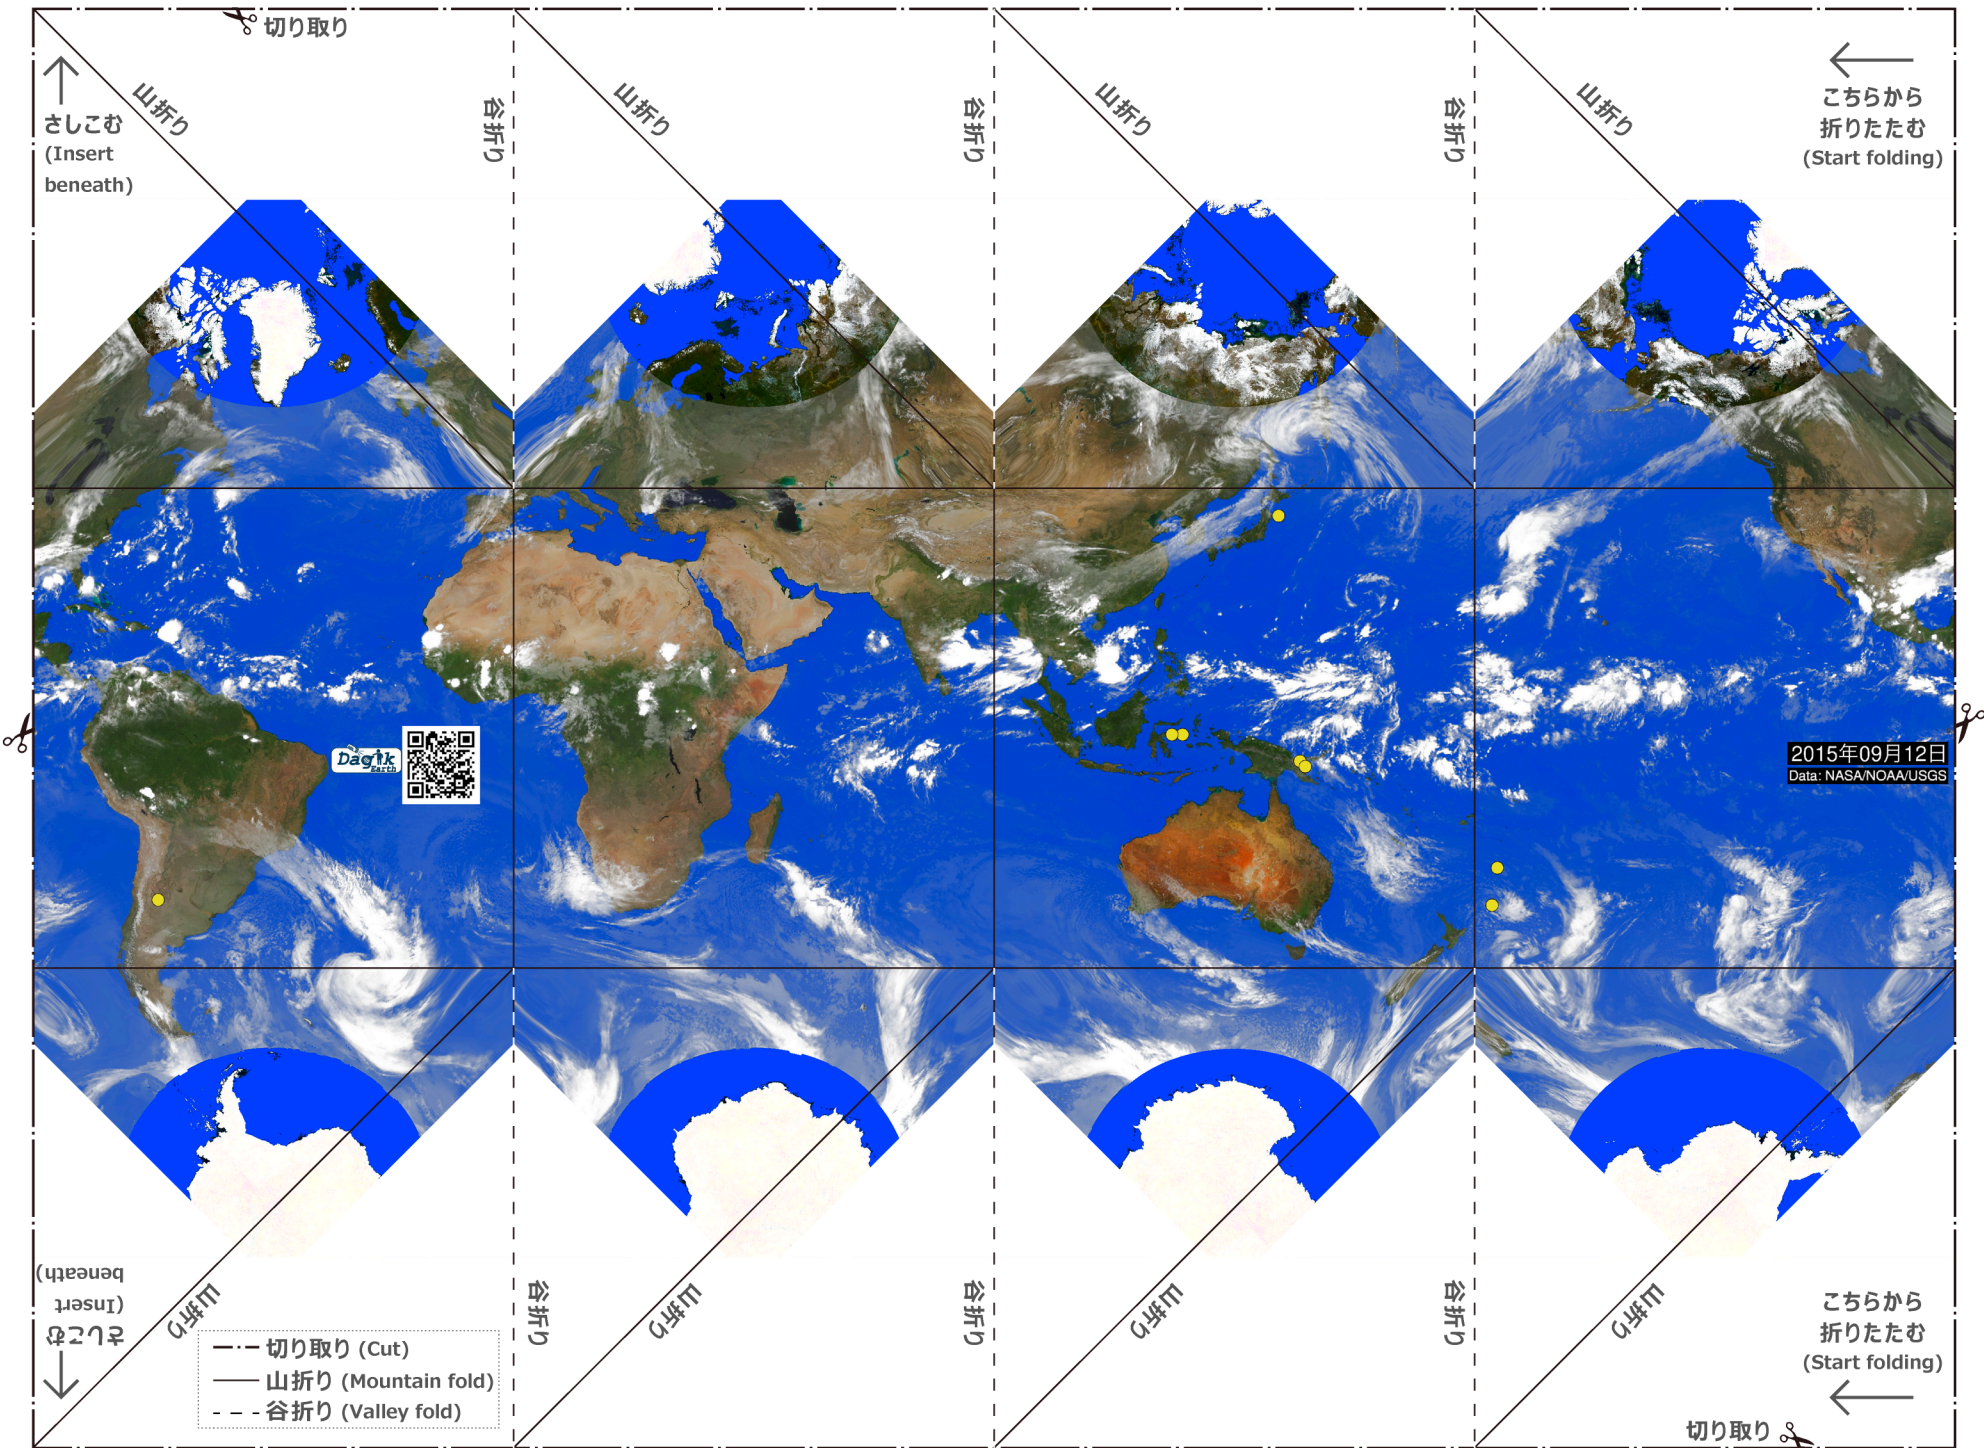 切り取り
山折り
谷折り
山折り
谷折り
山折り
谷折り
山折り
さしこむ
(Insert
beneath)
こちらから
折りたたむ
(Start folding)
Dagik
Earth
2015年09月12日
Data: NASA/NOAA/USGS
さしこむ
(Insert
beneath)
山折り
谷折り
山折り
谷折り
山折り
谷折り
山折り
切り取り (Cut)
山折り (Mountain fold)
谷折り (Valley fold)
こちらから
折りたたむ
(Start folding)
切り取り